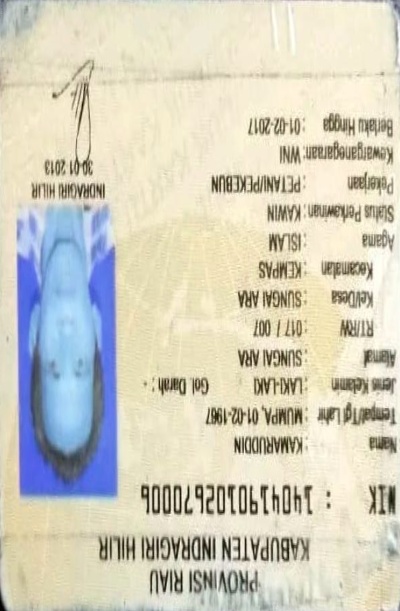 PROVINSI RIAU
KABUPATEN INDRAGIRI HILIR
NIK : 1404190102670006
Nama : KAMARUDDIN
Tempat/Tgl Lahir : MUMPA, 01-02-1967
Jenis Kelamin : LAKI-LAKI Gol. Darah : -
Alamat : SUNGAI ARA
RT/RW : 017 / 007
Kel/Desa : SUNGAI ARA
Kecamatan : KEMPAS
Agama : ISLAM
Status Perkawinan : KAWIN
Pekerjaan : PETANI/PEKEBUN
Kewarganegaraan: WNI
Berlaku Hingga : 01-02-2017
INDRAGIRI HILIR
30-01-2013